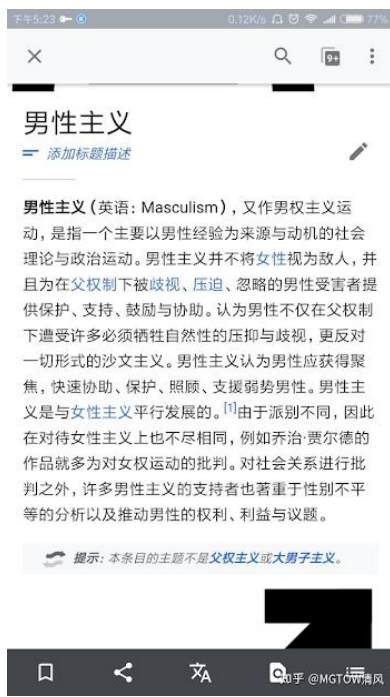 下午5:23
0.12K/s
77%
9+
男性主义
添加标题描述
男性主义（英语：Masculism），又作男权主义运
动，是指一个主要以男性经验为来源与动机的社会
理论与政治运动。男性主义并不将女性视为敌人，并
且为在父权制下被歧视、压迫、忽略的男性受害者提
供保护、支持、鼓励与协助。认为男性不仅在父权制
下遭受许多必须牺牲自然性的压抑与歧视，更反对
一切形式的沙文主义。男性主义认为男性应获得聚
焦，快速协助、保护、照顾、支援弱势男性。男性主
义是与女性主义平行发展的。[1]由于派别不同，因此
在对待女性主义上也不尽相同，例如乔治·贾尔德的
作品就多为对女权运动的批判。对社会关系进行批
判之外，许多男性主义的支持者也著重于性别不平
等的分析以及推动男性的权利、利益与议题。
提示：本条目的主题不是父权主义或大男子主义。
知乎 @MGTOW清风